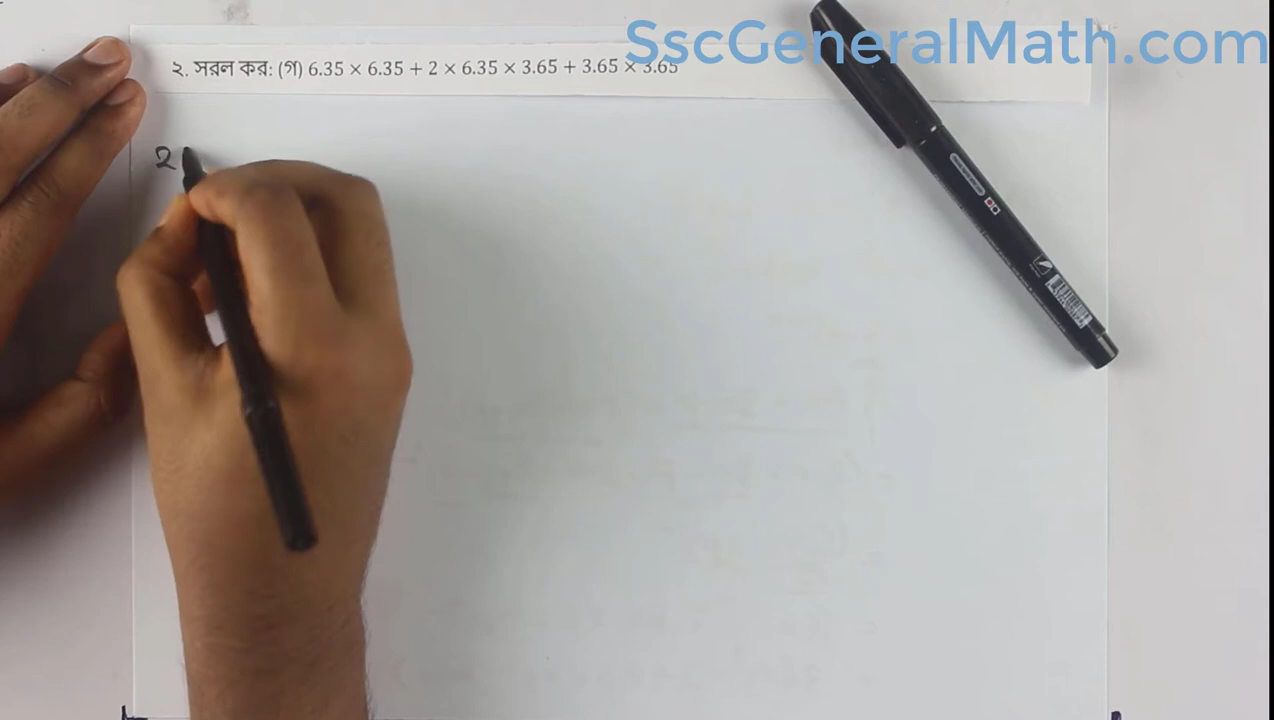 SscGeneralMath.com
২. সরল কর: (গ) 6.35 × 6.35 + 2 × 6.35 × 3.65 + 3.65 × 3.65
২